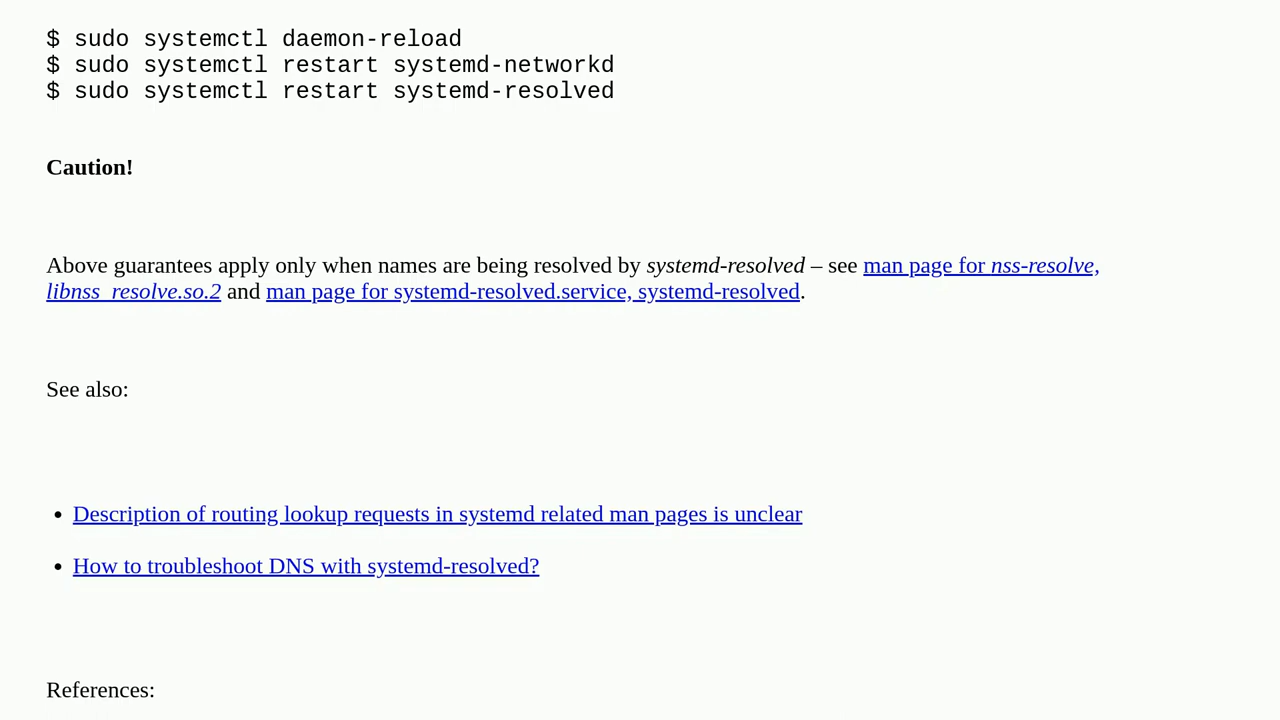 $ sudo systemctl daemon-reload
$ sudo systemctl restart systemd-networkd
$ sudo systemctl restart systemd-resolved
Caution!
Above guarantees apply only when names are being resolved by systemd-resolved – see man page for nss-resolve,
libnss_resolve.so.2 and man page for systemd-resolved.service, systemd-resolved.
See also:
• Description of routing lookup requests in systemd related man pages is unclear
• How to troubleshoot DNS with systemd-resolved?
References: